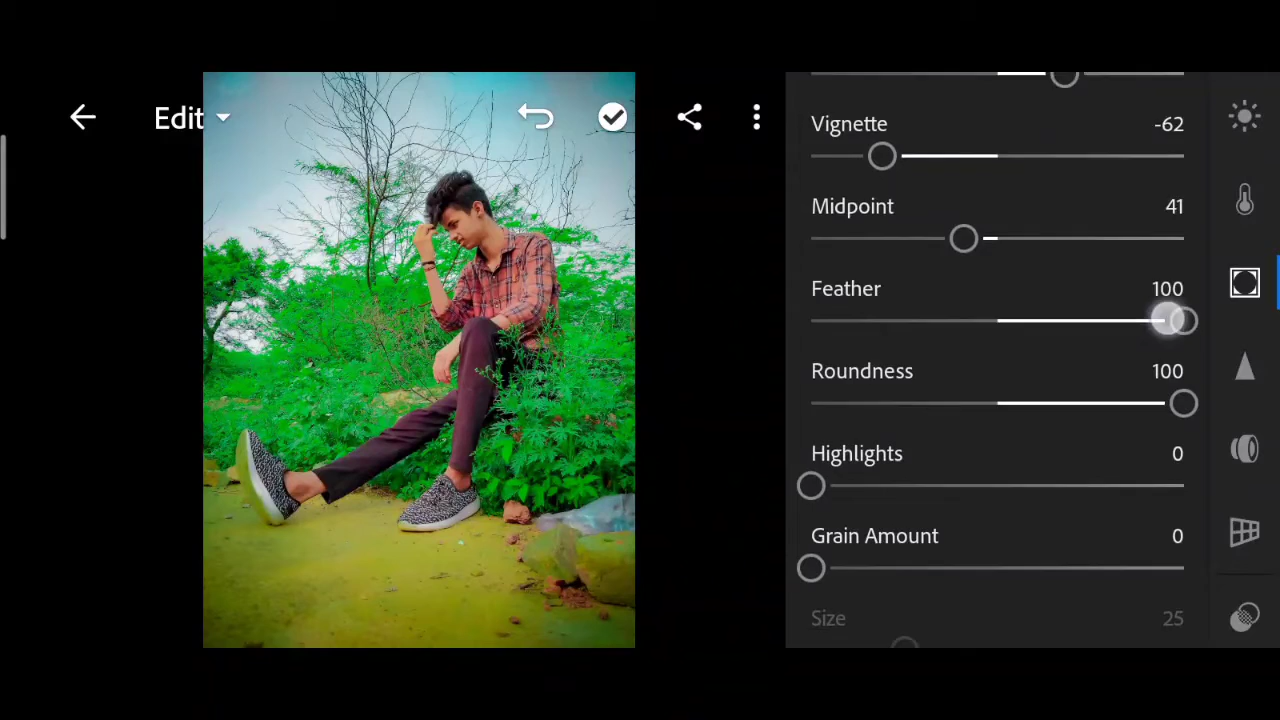 Edit
Vignette -62
Midpoint 41
Feather 100
Roundness 100
Highlights 0
Grain Amount 0
Size 25